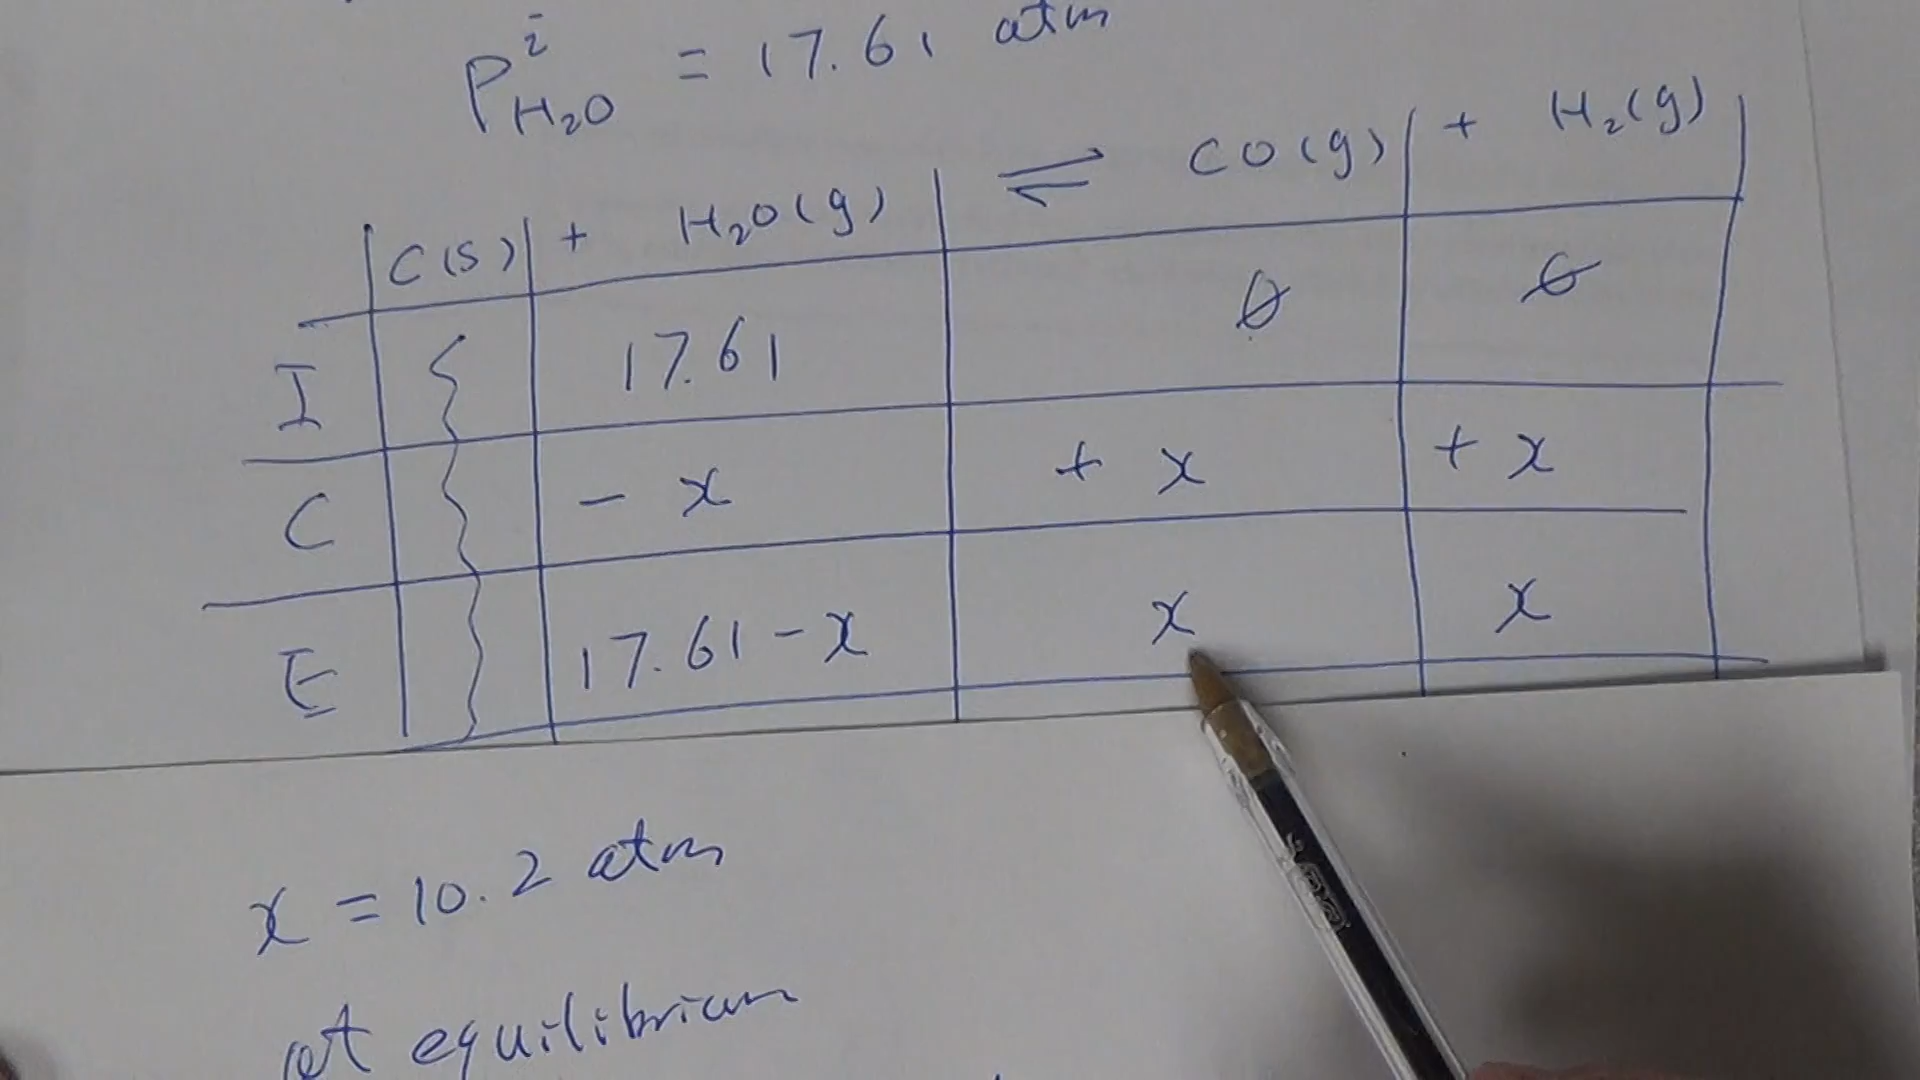 P^i_H₂O = 17.61 atm
C(s) + H₂O(g) ⇌ CO(g) + H₂(g)
I 17.61 0 0
C - x + x + x
E 17.61 - x x x
x = 10.2 atm
at equilibrium